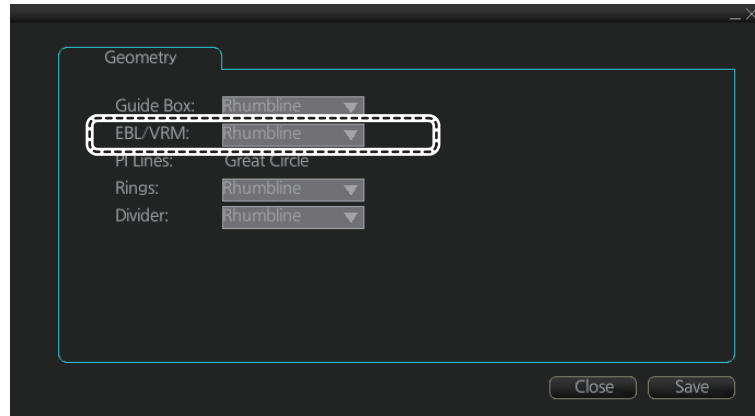 Geometry
Guide Box: Rhumbline
EBL/VRM: Rhumbline
PI Lines: Great Circle
Rings: Rhumbline
Divider: Rhumbline
Close Save